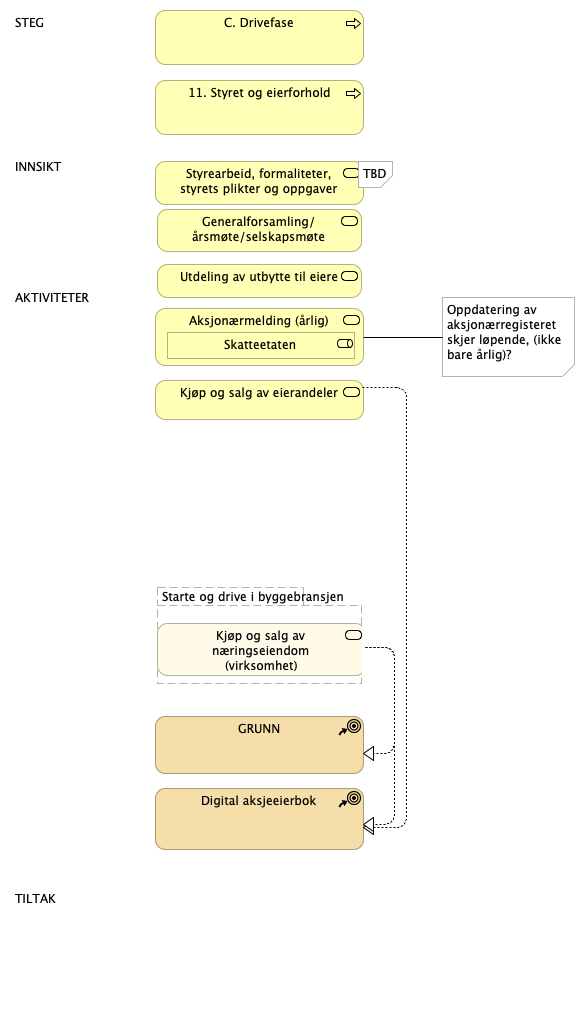 STEG
C. Drivefase
11. Styret og eierforhold
INNSIKT
Styrearbeid, formaliteter,
styrets plikter og oppgaver
TBD
Generalforsamling/
årsmøte/selskapsmøte
Utdeling av utbytte til eiere
AKTIVITETER
Aksjonærmelding (årlig)
Skatteetaten
Oppdatering av
aksjonærregisteret
skjer løpende, (ikke
bare årlig)?
Kjøp og salg av eierandeler
Starte og drive i byggebransjen
Kjøp og salg av
næringseiendom
(virksomhet)
GRUNN
Digital aksjeeierbok
TILTAK